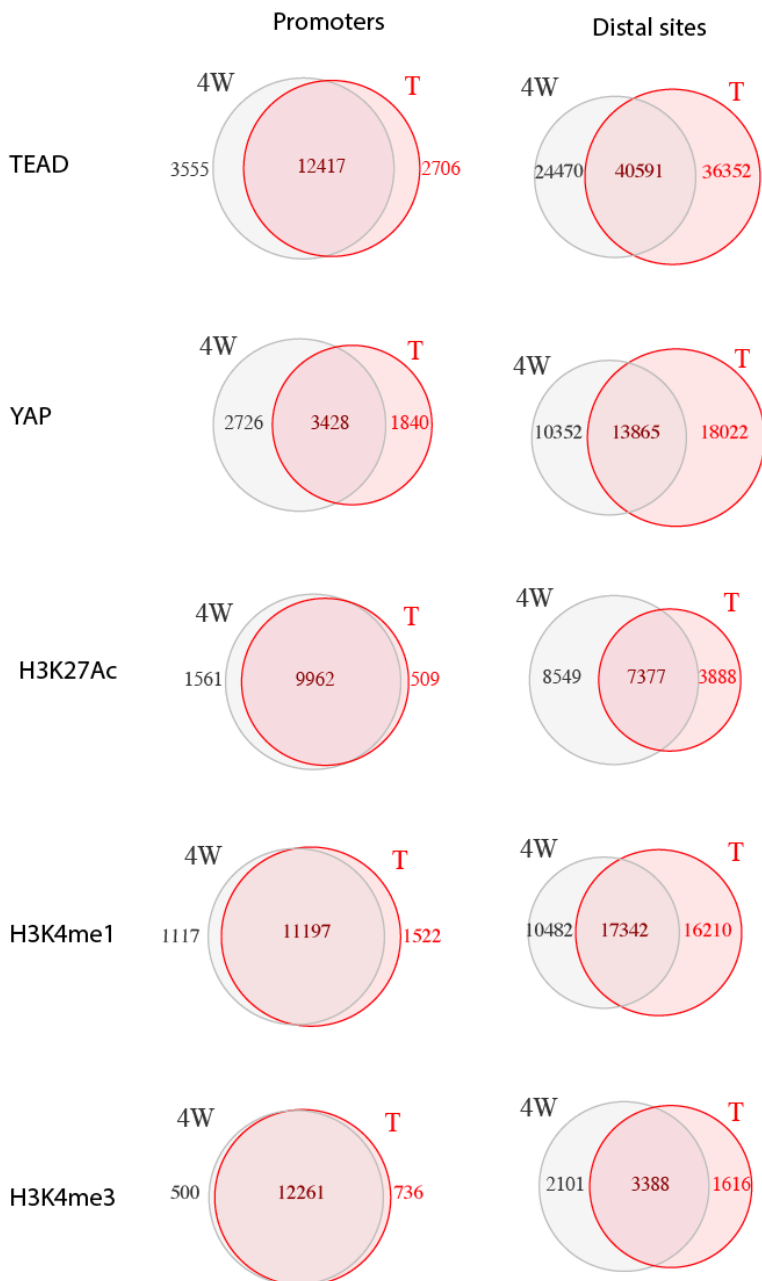 Promoters Distal sites
4W T 4W T
TEAD 3555 12417 2706 24470 40591 36352
4W T 4W T
YAP 2726 3428 1840 10352 13865 18022
4W T 4W T
H3K27Ac 1561 9962 509 8549 7377 3888
4W T 4W T
H3K4me1 1117 11197 1522 10482 17342 16210
4W T 4W T
H3K4me3 500 12261 736 2101 3388 1616